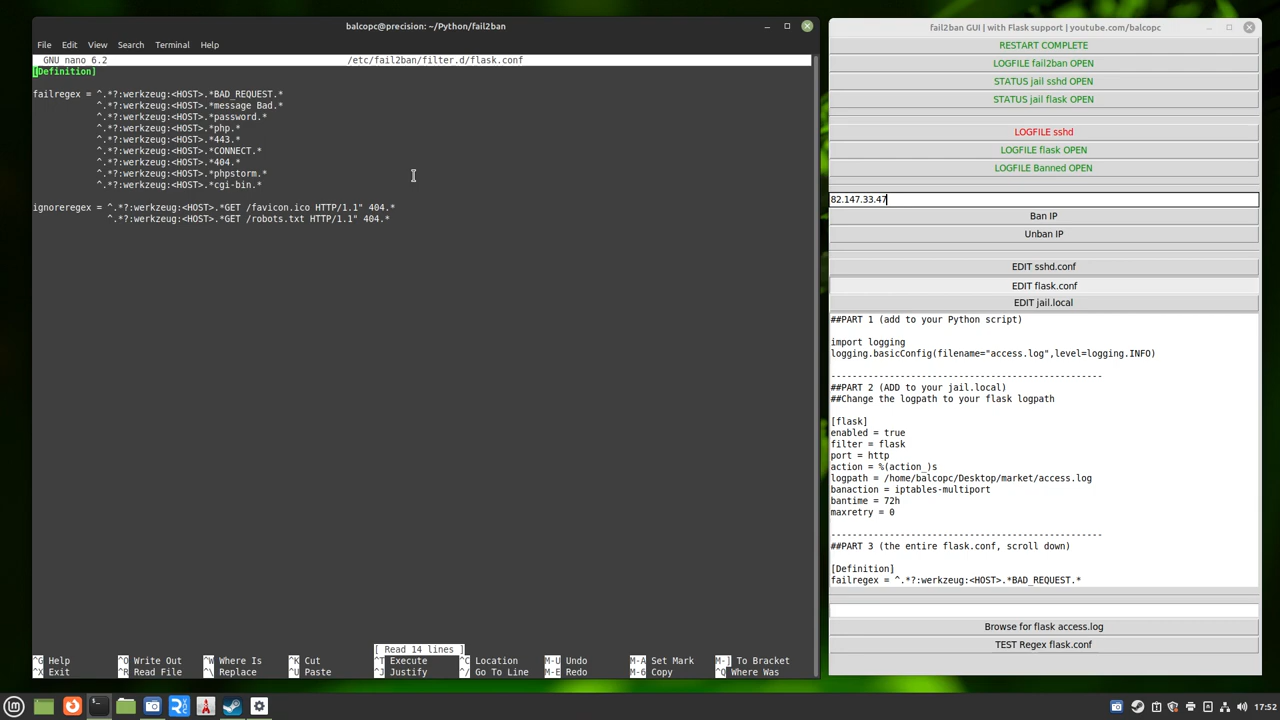 balcopc@precision: ~/Python/fail2ban
File Edit View Search Terminal Help
GNU nano 6.2 /etc/fail2ban/filter.d/flask.conf
[Definition]
failregex = ^.*?:werkzeug:<HOST>.*BAD_REQUEST.*
^.*?:werkzeug:<HOST>.*message Bad.*
^.*?:werkzeug:<HOST>.*password.*
^.*?:werkzeug:<HOST>.*php.*
^.*?:werkzeug:<HOST>.*443.*
^.*?:werkzeug:<HOST>.*CONNECT.*
^.*?:werkzeug:<HOST>.*404.*
^.*?:werkzeug:<HOST>.*phpstorm.*
^.*?:werkzeug:<HOST>.*cgi-bin.*
ignoreregex = ^.*?:werkzeug:<HOST>.*GET /favicon.ico HTTP/1.1" 404.*
^.*?:werkzeug:<HOST>.*GET /robots.txt HTTP/1.1" 404.*
[ Read 14 lines ]
^G Help ^O Write Out ^W Where Is ^K Cut ^T Execute ^C Location M-U Undo M-A Set Mark M-] To Bracket
^X Exit ^R Read File ^\ Replace ^U Paste ^J Justify ^/ Go To Line M-E Redo M-6 Copy ^Q Where Was
fail2ban GUI | with Flask support | youtube.com/balcopc
RESTART COMPLETE
LOGFILE fail2ban OPEN
STATUS jail sshd OPEN
STATUS jail flask OPEN
LOGFILE sshd
LOGFILE flask OPEN
LOGFILE Banned OPEN
82.147.33.47
Ban IP
Unban IP
EDIT sshd.conf
EDIT flask.conf
EDIT jail.local
##PART 1 (add to your Python script)
import logging
logging.basicConfig(filename="access.log",level=logging.INFO)
-------------------------------------------------
##PART 2 (ADD to your jail.local)
##Change the logpath to your flask logpath
[flask]
enabled = true
filter = flask
port = http
action = %(action_)s
logpath = /home/balcopc/Desktop/market/access.log
banaction = iptables-multiport
bantime = 72h
maxretry = 0
-------------------------------------------------
##PART 3 (the entire flask.conf, scroll down)
[Definition]
failregex = ^.*?:werkzeug:<HOST>.*BAD_REQUEST.*
Browse for flask access.log
TEST Regex flask.conf
17:52